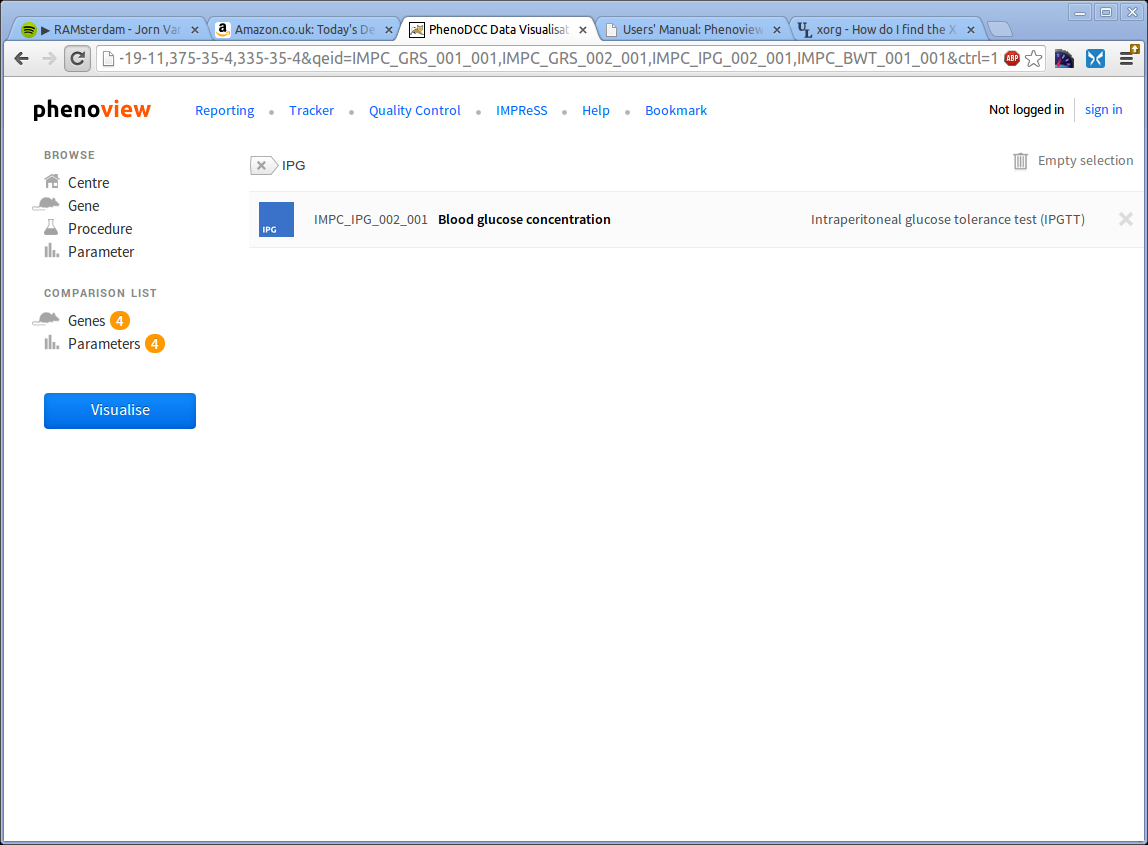 ▶ RAMsterdam - Jorn Van
Amazon.co.uk: Today's De
PhenoDCC Data Visualisat
Users' Manual: Phenoview
xorg - How do I find the X
-19-11,375-35-4,335-35-4&qeid=IMPC_GRS_001_001,IMPC_GRS_002_001,IMPC_IPG_002_001,IMPC_BWT_001_001&ctrl=1
ABP
phenoview
Reporting • Tracker • Quality Control • IMPReSS • Help • Bookmark
Not logged in
sign in
BROWSE
Centre
Gene
Procedure
Parameter
COMPARISON LIST
Genes 4
Parameters 4
Visualise
IPG
Empty selection
IPG
IMPC_IPG_002_001 Blood glucose concentration
Intraperitoneal glucose tolerance test (IPGTT)